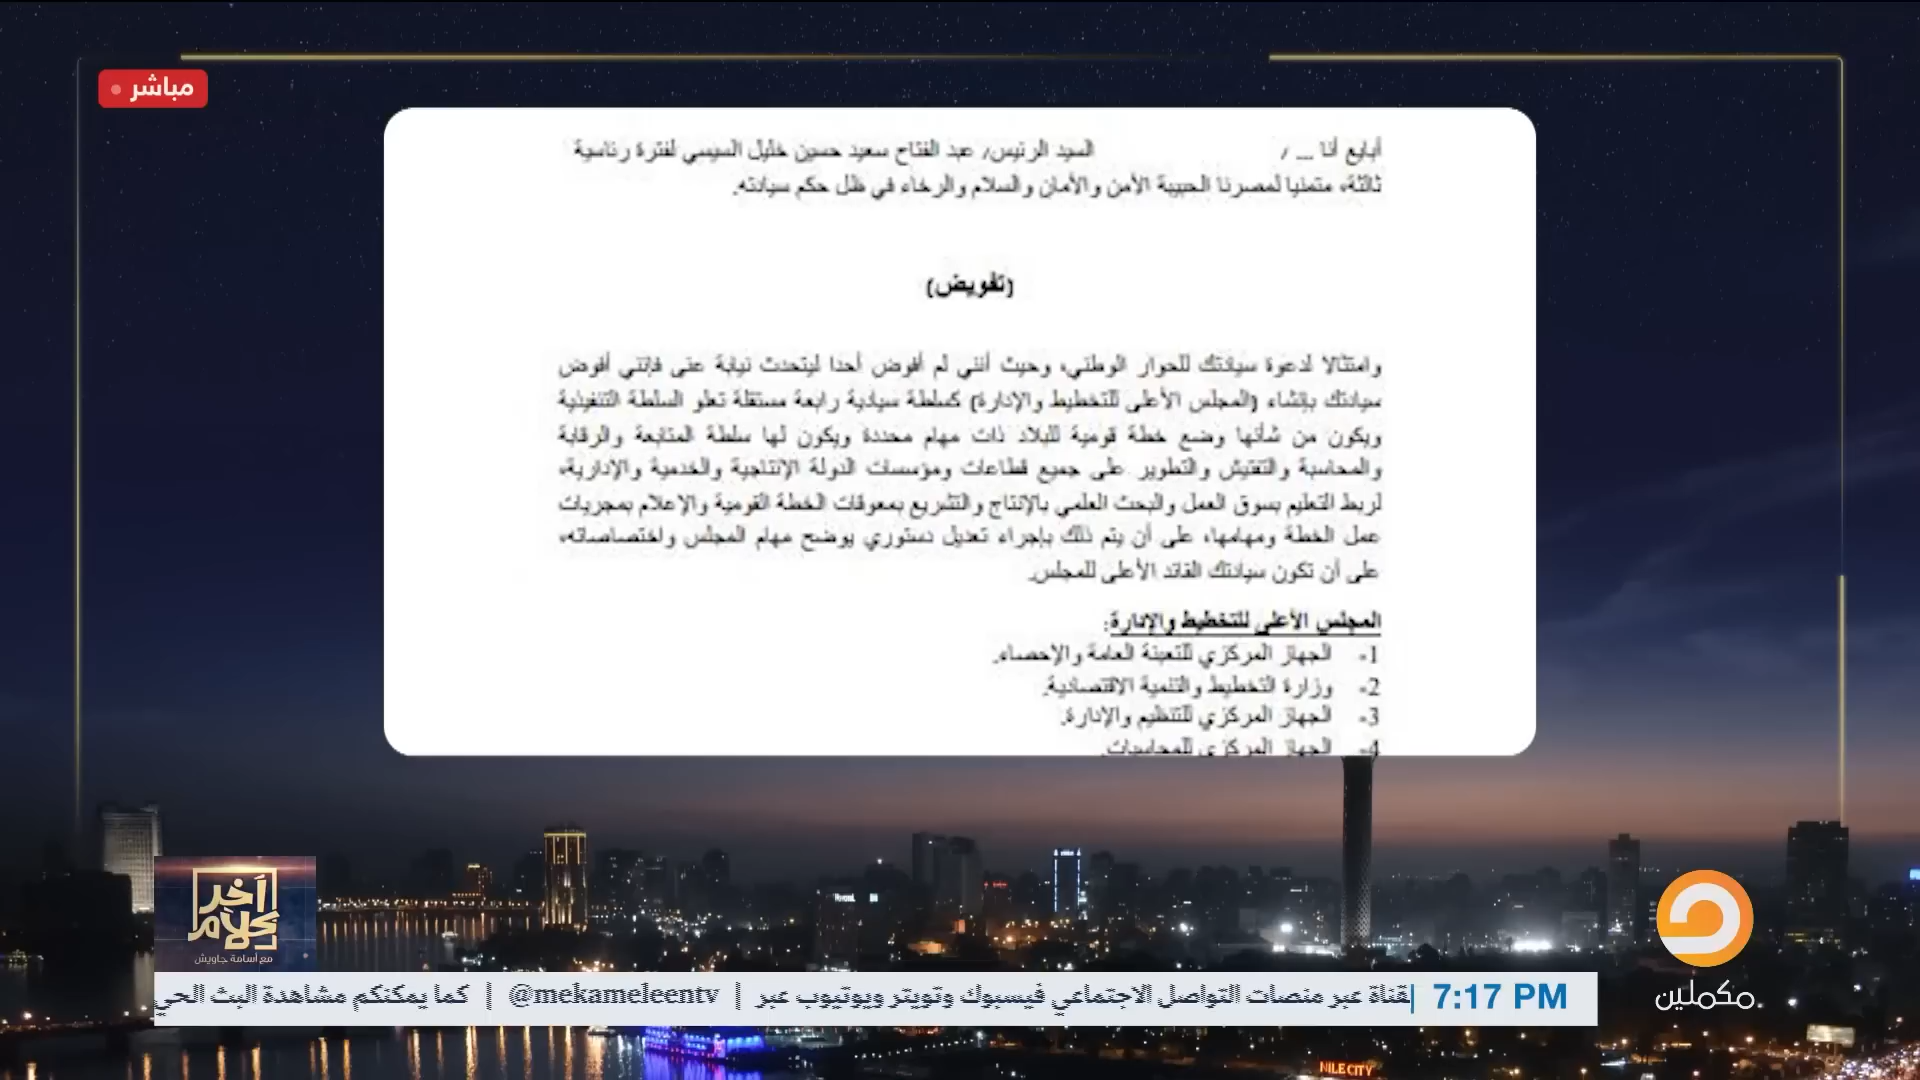 مباشر
أبايع أنا __ / السيد الرئيس/ عبد الفتاح سعيد حسين خليل السيسي لفترة رئاسية
ثالثة، متمنيا لمصرنا الحبيبة الأمن والأمان والسلام والرخاء في ظل حكم سيادته.
(تفويض)
وامتثالا لدعوة سيادتك للحوار الوطني، وحيث أنني لم أفوض أحدا ليتحدث نيابة عني فإنني أفوض
سيادتك بإنشاء (المجلس الأعلى للتخطيط والإدارة) كسلطة سيادية رابعة مستقلة تعلو السلطة التنفيذية
ويكون من شأنها وضع خطة قومية للبلاد ذات مهام محددة ويكون لها سلطة المتابعة والرقابة
والمحاسبة والتفتيش والتطوير على جميع قطاعات ومؤسسات الدولة الإنتاجية والخدمية والإدارية،
لربط التعليم بسوق العمل والبحث العلمي بالإنتاج والتشريع بمعوقات الخطة القومية والإعلام بمجريات
عمل الخطة ومهامها، على أن يتم ذلك بإجراء تعديل دستوري يوضح مهام المجلس واختصاصاته،
على أن تكون سيادتك القائد الأعلى للمجلس.
المجلس الأعلى للتخطيط والإدارة:
1- الجهاز المركزي للتعبئة العامة والإحصاء.
2- وزارة التخطيط والتنمية الاقتصادية.
3- الجهاز المركزي للتنظيم والإدارة.
4- الجهاز المركزي للمحاسبات.
آخر كلام
مع أسامة جاويش
7:17 PM
لقناة عبر منصات التواصل الاجتماعي فيسبوك وتويتر ويوتيوب عبر | @mekameleentv | كما يمكنكم مشاهدة البث الحي
مكملين
NILE CITY